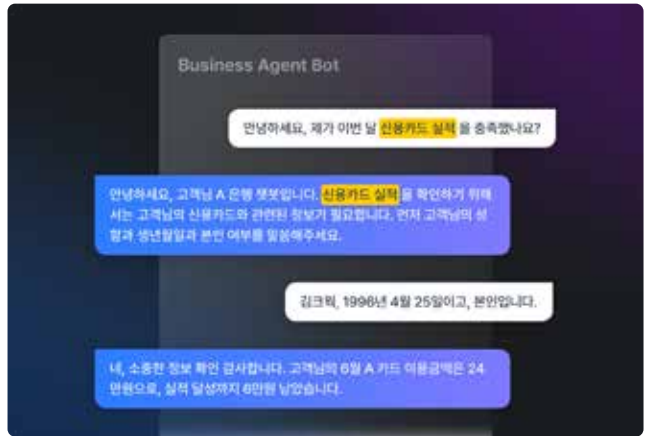 Business Agent Bot
안녕하세요, 제가 이번 달 신용카드 실적 을 충족했나요?
안녕하세요, 고객님 A 은행 챗봇입니다. 신용카드 실적 을 확인하기 위해
서는 고객님의 신용카드와 관련된 정보가 필요합니다. 먼저 고객님의 성
함과 생년월일과 본인 여부를 말씀해주세요.
김크웍, 1996년 4월 25일이고, 본인입니다.
네, 소중한 정보 확인 감사합니다. 고객님의 6월 A 카드 이용금액은 24
만원으로, 실적 달성까지 6만원 남았습니다.